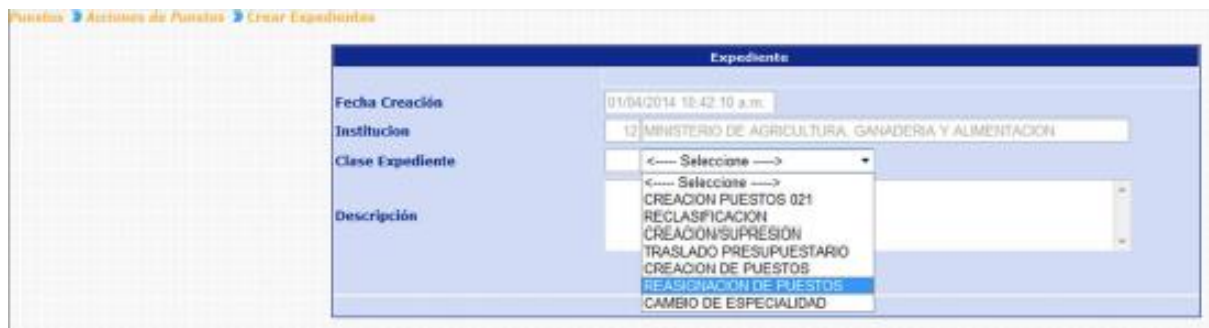 Puestos Acciones de Puestos Crear Expedientes
Expediente
Fecha Creación 01/04/2014 10:42:10 a.m.
Institucion 12 MINISTERIO DE AGRICULTURA, GANADERIA Y ALIMENTACION
Clase Expediente <----- Seleccione ----->
<----- Seleccione ----->
CREACION PUESTOS 021
RECLASIFICACION
Descripción
CREACION/SUPRESION
TRASLADO PRESUPUESTARIO
CREACION DE PUESTOS
REASIGNACION DE PUESTOS
CAMBIO DE ESPECIALIDAD